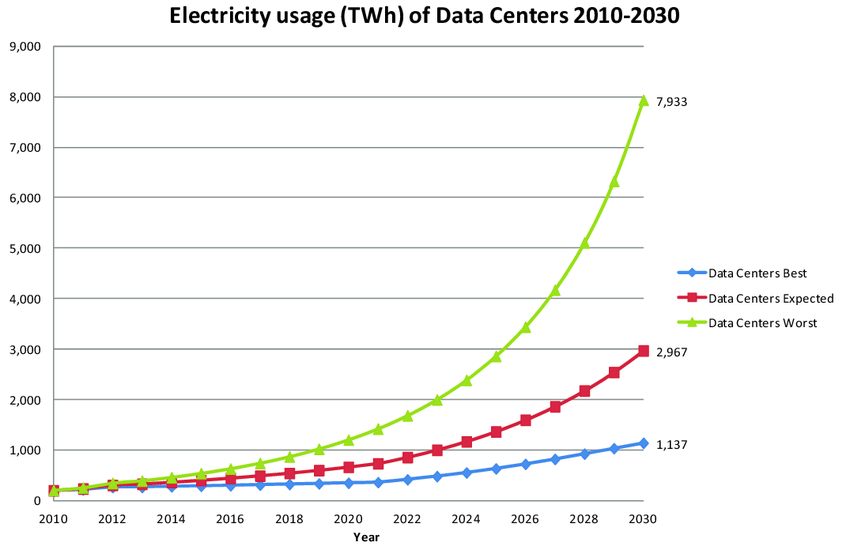 Electricity usage (TWh) of Data Centers 2010-2030
9,000
8,000
7,933
7,000
6,000
5,000
Data Centers Best
4,000
Data Centers Expected
Data Centers Worst
3,000
2,967
2,000
1,000
1,137
0
2010 2012 2014 2016 2018 2020 2022 2024 2026 2028 2030
Year